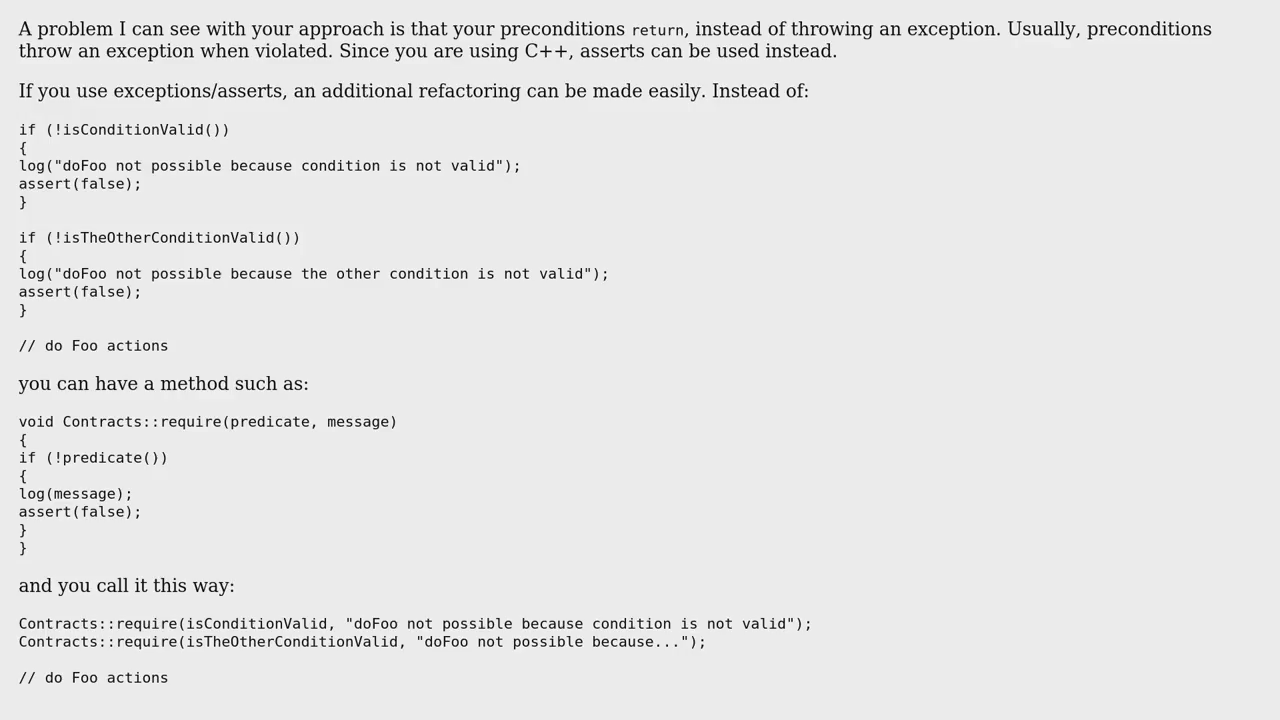 A problem I can see with your approach is that your preconditions return, instead of throwing an exception. Usually, preconditions
throw an exception when violated. Since you are using C++, asserts can be used instead.
If you use exceptions/asserts, an additional refactoring can be made easily. Instead of:
if (!isConditionValid())
{
log("doFoo not possible because condition is not valid");
assert(false);
}
if (!isTheOtherConditionValid())
{
log("doFoo not possible because the other condition is not valid");
assert(false);
}
// do Foo actions
you can have a method such as:
void Contracts::require(predicate, message)
{
if (!predicate())
{
log(message);
assert(false);
}
}
and you call it this way:
Contracts::require(isConditionValid, "doFoo not possible because condition is not valid");
Contracts::require(isTheOtherConditionValid, "doFoo not possible because...");
// do Foo actions